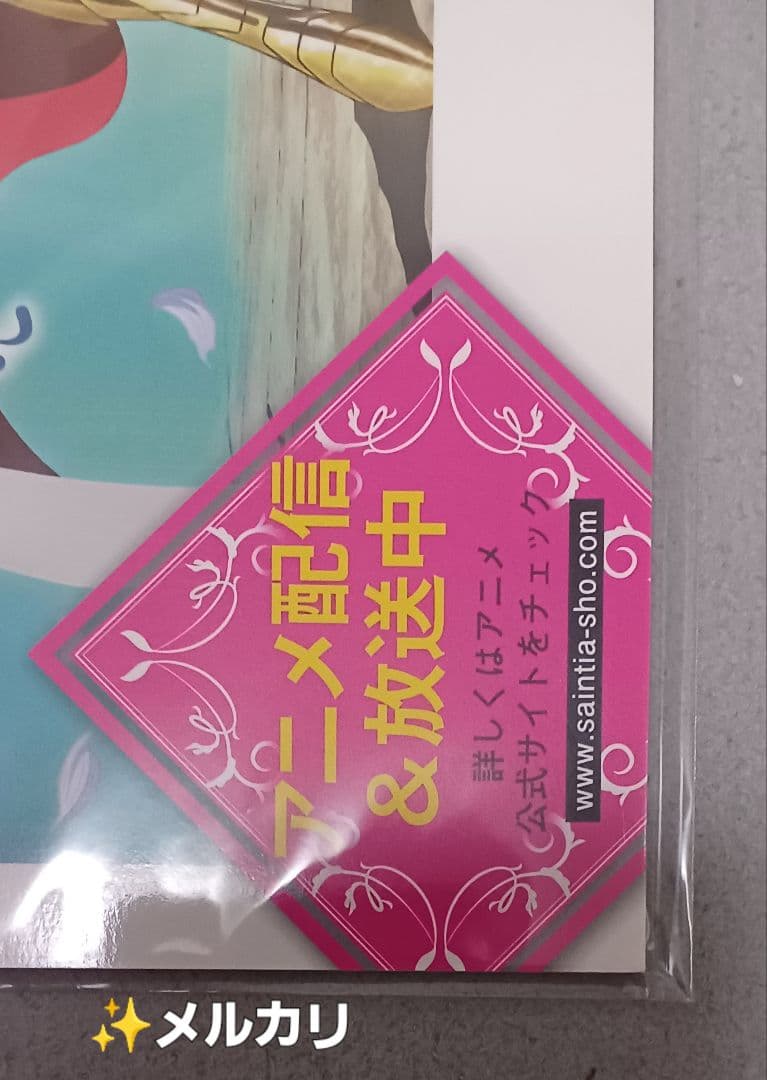 アニメ配信
&放送中
詳しくはアニメ
公式サイトをチェック
www.saintia-sho.com
✨メルカリ